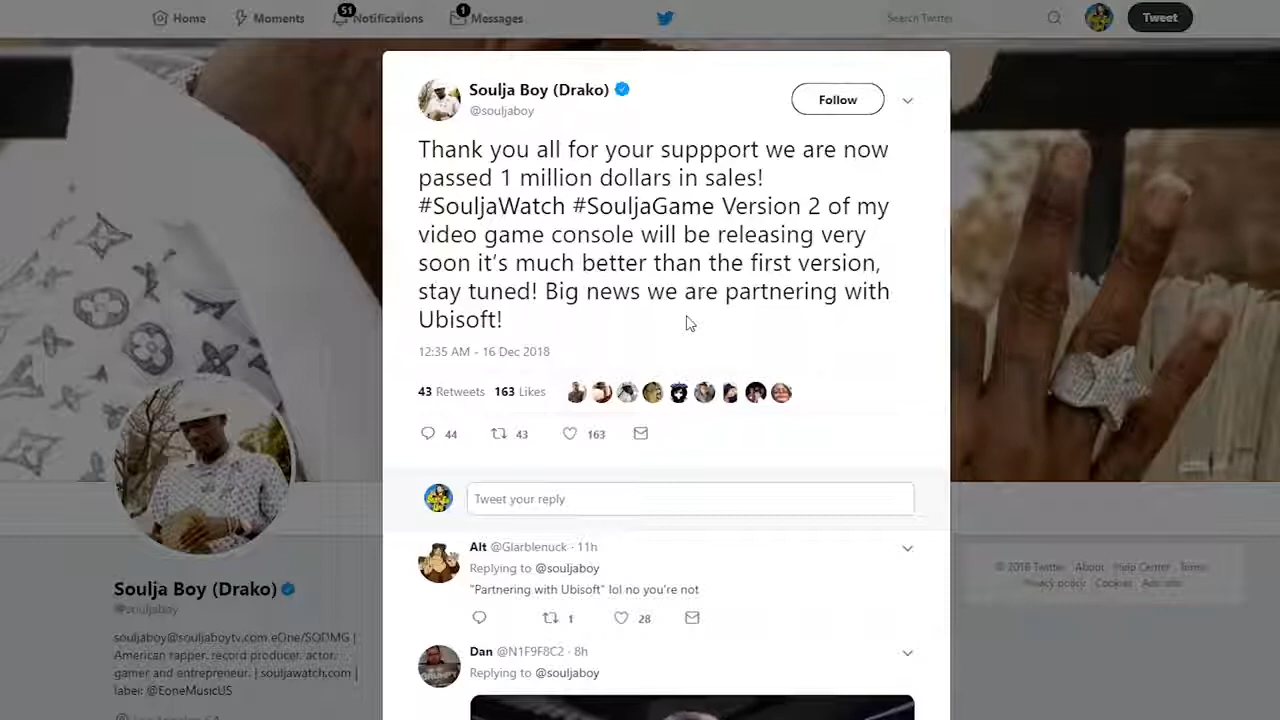 Home
Moments
51
Notifications
1
Messages
Search Twitter
Tweet
Soulja Boy (Drako)
@souljaboy
Follow
Thank you all for your suppport we are now
passed 1 million dollars in sales!
#SouljaWatch #SouljaGame Version 2 of my
video game console will be releasing very
soon it's much better than the first version,
stay tuned! Big news we are partnering with
Ubisoft!
12:35 AM - 16 Dec 2018
43 Retweets 163 Likes
44 43 163
Tweet your reply
Alt @Glarblenuck · 11h
Replying to @souljaboy
"Partnering with Ubisoft" lol no you're not
1 28
Dan @N1F9F8C2 · 8h
Replying to @souljaboy
Soulja Boy (Drako)
@souljaboy
souljaboy@souljaboytv.com eOne/SODMG |
American rapper. record producer. actor.
gamer and entrepreneur. | souljawatch.com |
label: @EoneMusicUS
Los Angeles, CA
© 2018 Twitter About Help Center Terms
Privacy policy Cookies Ads info